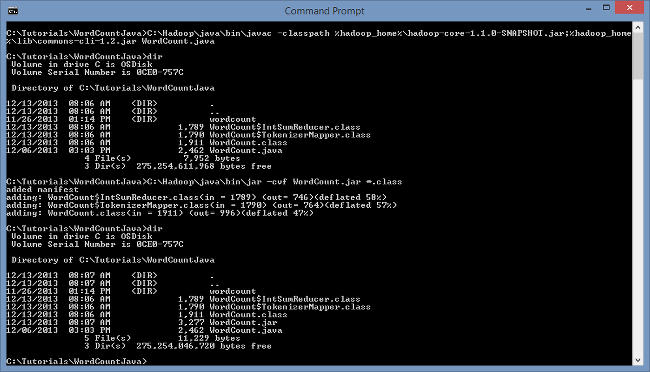 Command Prompt
C:\Tutorials\WordCountJava>C:\Hadoop\java\bin\javac -classpath %hadoop_home%\hadoop-core-1.1.0-SNAPSHOT.jar;%hadoop_home
%\lib\commons-cli-1.2.jar WordCount.java
C:\Tutorials\WordCountJava>dir
Volume in drive C is OSDisk
Volume Serial Number is 0CE0-757C
Directory of C:\Tutorials\WordCountJava
12/13/2013 08:06 AM <DIR> .
12/13/2013 08:06 AM <DIR> ..
11/26/2013 01:14 PM <DIR> wordcount
12/13/2013 08:06 AM 1,789 WordCount$IntSumReducer.class
12/13/2013 08:06 AM 1,790 WordCount$TokenizerMapper.class
12/13/2013 08:06 AM 1,911 WordCount.class
12/06/2013 03:03 PM 2,462 WordCount.java
4 File(s) 7,952 bytes
3 Dir(s) 275,254,611,968 bytes free
C:\Tutorials\WordCountJava>C:\Hadoop\java\bin\jar -cvf WordCount.jar *.class
added manifest
adding: WordCount$IntSumReducer.class(in = 1789) (out= 746)(deflated 58%)
adding: WordCount$TokenizerMapper.class(in = 1790) (out= 764)(deflated 57%)
adding: WordCount.class(in = 1911) (out= 996)(deflated 47%)
C:\Tutorials\WordCountJava>dir
Volume in drive C is OSDisk
Volume Serial Number is 0CE0-757C
Directory of C:\Tutorials\WordCountJava
12/13/2013 08:07 AM <DIR> .
12/13/2013 08:07 AM <DIR> ..
11/26/2013 01:14 PM <DIR> wordcount
12/13/2013 08:06 AM 1,789 WordCount$IntSumReducer.class
12/13/2013 08:06 AM 1,790 WordCount$TokenizerMapper.class
12/13/2013 08:06 AM 1,911 WordCount.class
12/13/2013 08:07 AM 3,277 WordCount.jar
12/06/2013 03:03 PM 2,462 WordCount.java
5 File(s) 11,229 bytes
3 Dir(s) 275,254,046,720 bytes free
C:\Tutorials\WordCountJava>